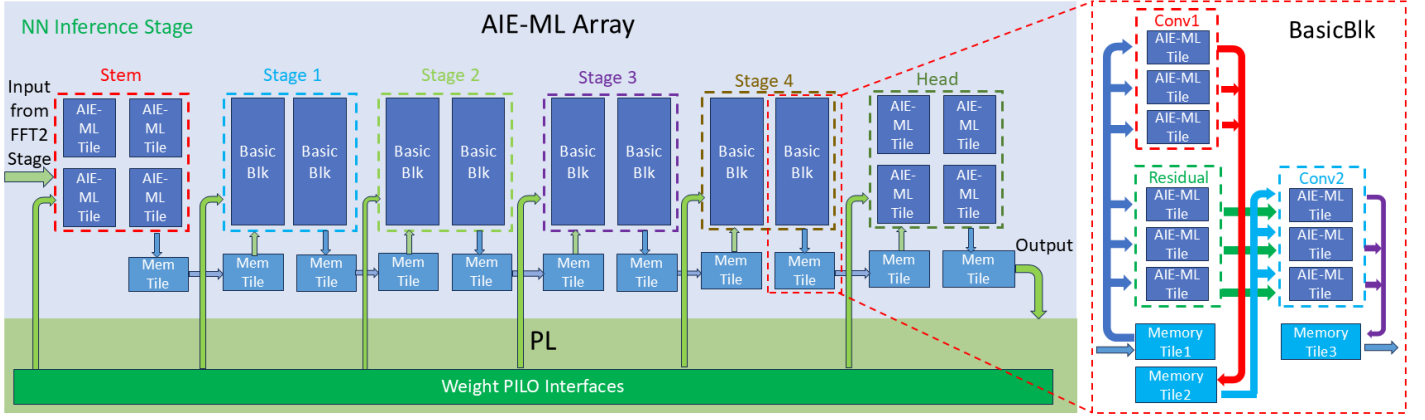 NN Inference Stage
AIE-ML Array
Input
from
FFT2
Stage
Stem
AIE-
ML
Tile
AIE-
ML
Tile
AIE-
ML
Tile
AIE-
ML
Tile
Mem
Tile
Stage 1
Basic
Blk
Basic
Blk
Mem
Tile
Mem
Tile
Stage 2
Basic
Blk
Basic
Blk
Mem
Tile
Mem
Tile
Stage 3
Basic
Blk
Basic
Blk
Mem
Tile
Mem
Tile
Stage 4
Basic
Blk
Basic
Blk
Mem
Tile
Mem
Tile
Head
AIE-
ML
Tile
AIE-
ML
Tile
AIE-
ML
Tile
AIE-
ML
Tile
Mem
Tile
Mem
Tile
Output
PL
Weight PILO Interfaces
BasicBlk
Conv1
AIE-ML
Tile
AIE-ML
Tile
AIE-ML
Tile
Residual
AIE-ML
Tile
AIE-ML
Tile
AIE-ML
Tile
Conv2
AIE-ML
Tile
AIE-ML
Tile
AIE-ML
Tile
Memory
Tile1
Memory
Tile3
Memory
Tile2